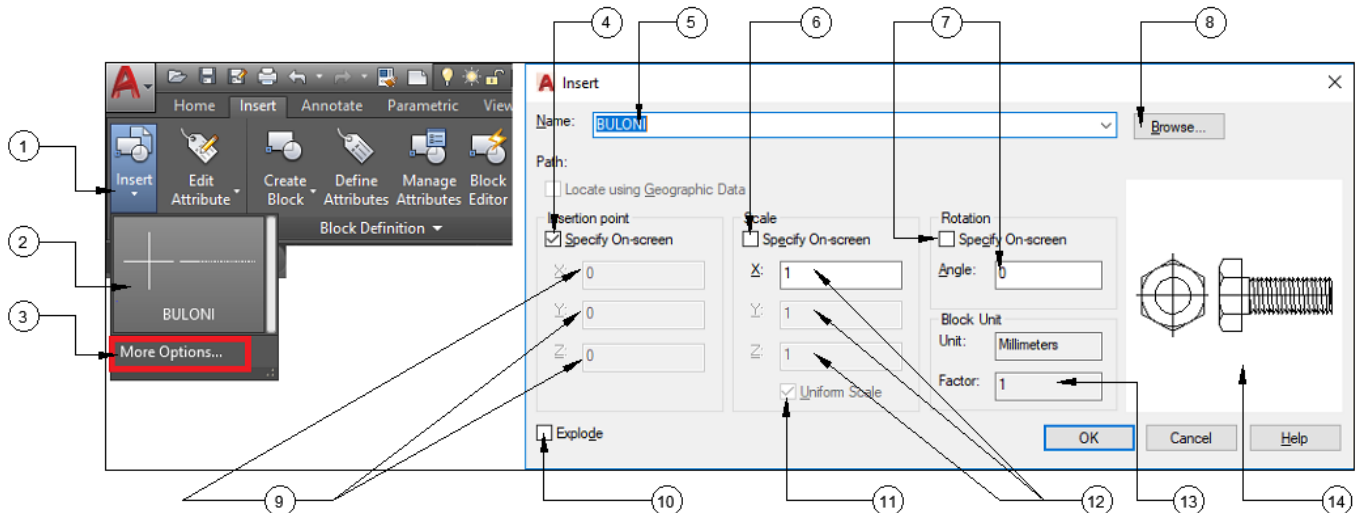 4 5 6 7 8
Insert
Home Insert Annotate Parametric View
Name: BULONI Browse...
1
Insert Edit Attribute Create Block Define Attributes Manage Attributes Block Editor
Path:
Locate using Geographic Data
Block Definition
2
BULONI
3
More Options...
Insertion point
Specify On-screen
X: 0
Y: 0
Z: 0
Scale
Specify On-screen
X: 1
Y: 1
Z: 1
Uniform Scale
Rotation
Specify On-screen
Angle: 0
Block Unit
Unit: Millimeters
Factor: 1
Explode
OK Cancel Help
9 10 11 12 13 14